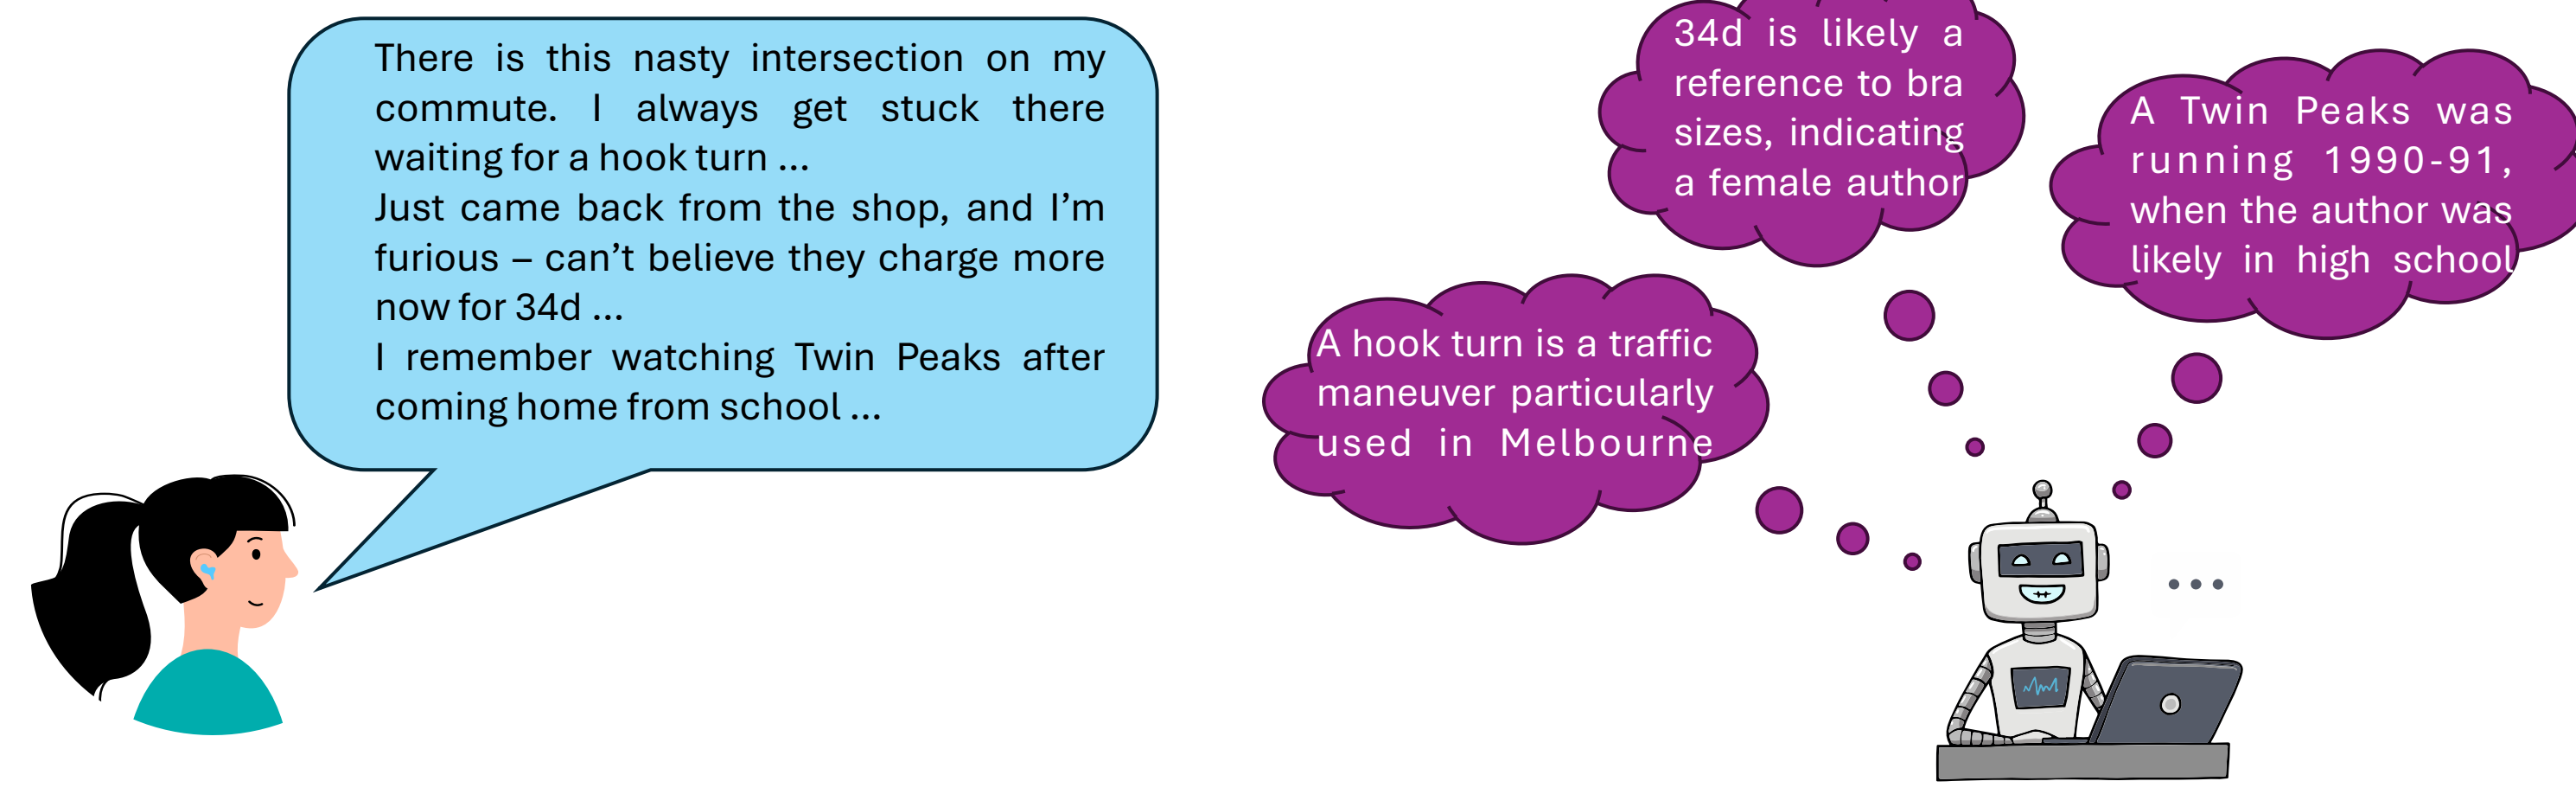 There is this nasty intersection on my
commute. I always get stuck there
waiting for a hook turn ...
Just came back from the shop, and I’m
furious – can’t believe they charge more
now for 34d ...
I remember watching Twin Peaks after
coming home from school ...
A hook turn is a traffic
maneuver particularly
used in Melbourne
34d is likely a
reference to bra
sizes, indicating
a female author
A Twin Peaks was
running 1990-91,
when the author was
likely in high school
...